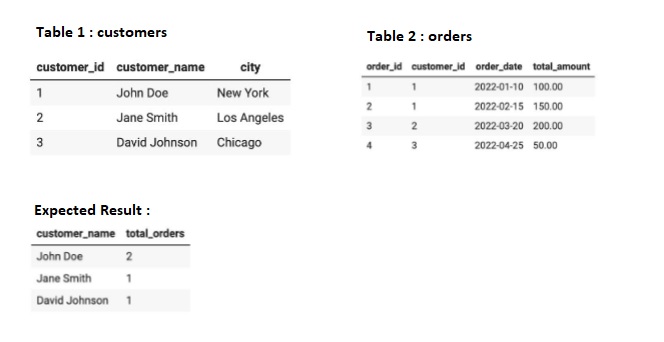 Table 1 : customers
customer_id customer_name city
1 John Doe New York
2 Jane Smith Los Angeles
3 David Johnson Chicago
Table 2 : orders
order_id customer_id order_date total_amount
1 1 2022-01-10 100.00
2 1 2022-02-15 150.00
3 2 2022-03-20 200.00
4 3 2022-04-25 50.00
Expected Result :
customer_name total_orders
John Doe 2
Jane Smith 1
David Johnson 1